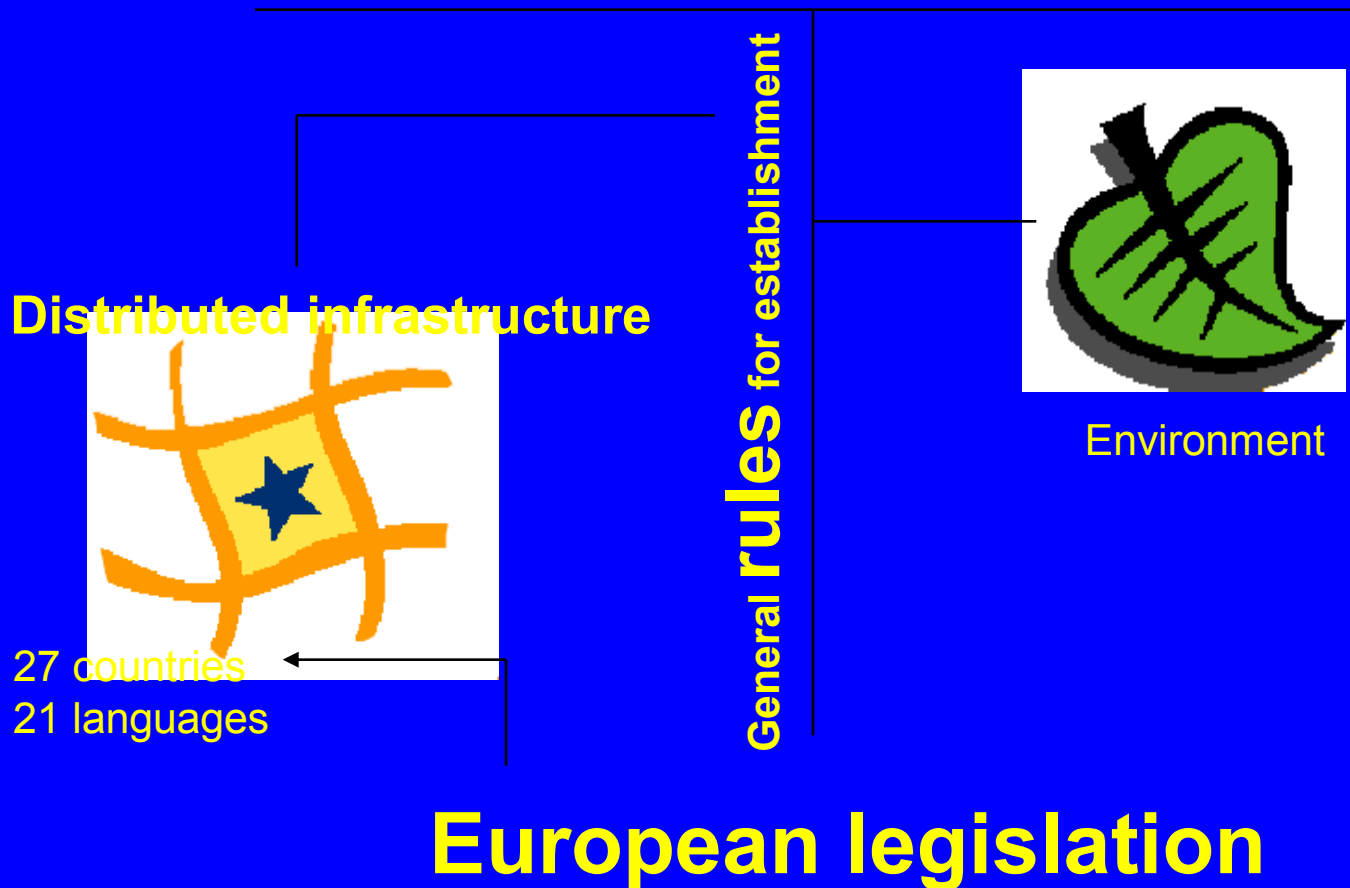 Distributed infrastructure
General rules for establishment
Environment
27 countries
21 languages
European legislation